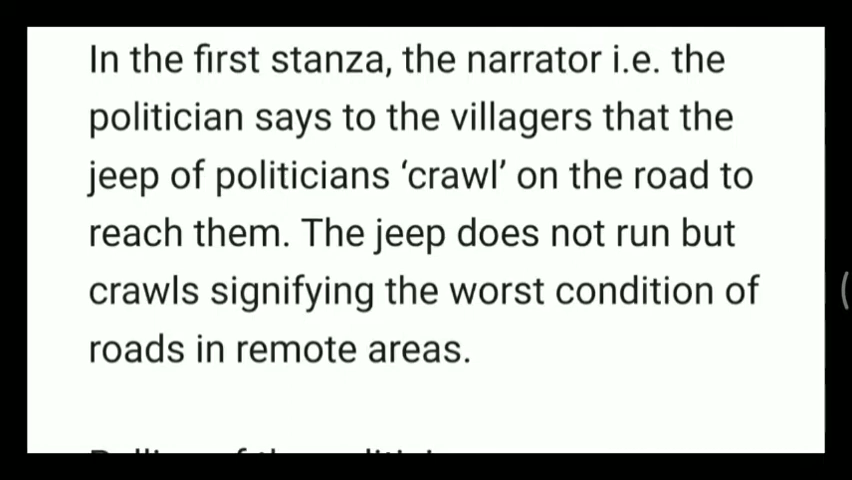 In the first stanza, the narrator i.e. the
politician says to the villagers that the
jeep of politicians ‘crawl’ on the road to
reach them. The jeep does not run but
crawls signifying the worst condition of
roads in remote areas.